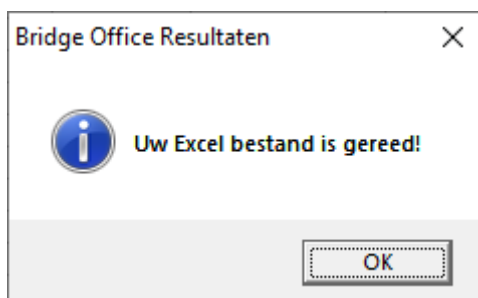 Bridge Office Resultaten
Uw Excel bestand is gereed!
OK